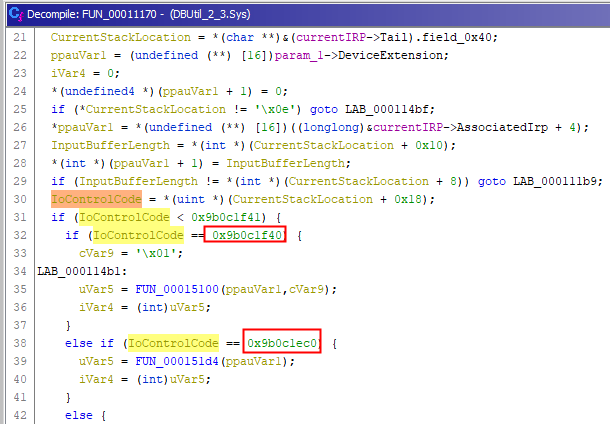 Decompile: FUN_00011170 - (DBUtil_2_3.Sys)
21 CurrentStackLocation = *(char **)&(currentIRP->Tail).field_0x40;
22 ppauVar1 = (undefined (**) [16])param_1->DeviceExtension;
23 iVar4 = 0;
24 *(undefined4 *)(ppauVar1 + 1) = 0;
25 if (*CurrentStackLocation != '\x0e') goto LAB_000114bf;
26 *ppauVar1 = *(undefined (**) [16])((longlong)&currentIRP->AssociatedIrp + 4);
27 InputBufferLength = *(int *)(CurrentStackLocation + 0x10);
28 *(int *)(ppauVar1 + 1) = InputBufferLength;
29 if (InputBufferLength != *(int *)(CurrentStackLocation + 8)) goto LAB_000111b9;
30 IoControlCode = *(uint *)(CurrentStackLocation + 0x18);
31 if (IoControlCode < 0x9b0c1f41) {
32 if (IoControlCode == 0x9b0c1f40) {
33 cVar9 = '\x01';
34 LAB_000114b1:
35 uVar5 = FUN_00015100(ppauVar1,cVar9);
36 iVar4 = (int)uVar5;
37 }
38 else if (IoControlCode == 0x9b0c1ec0) {
39 uVar5 = FUN_000151d4(ppauVar1);
40 iVar4 = (int)uVar5;
41 }
42 else {